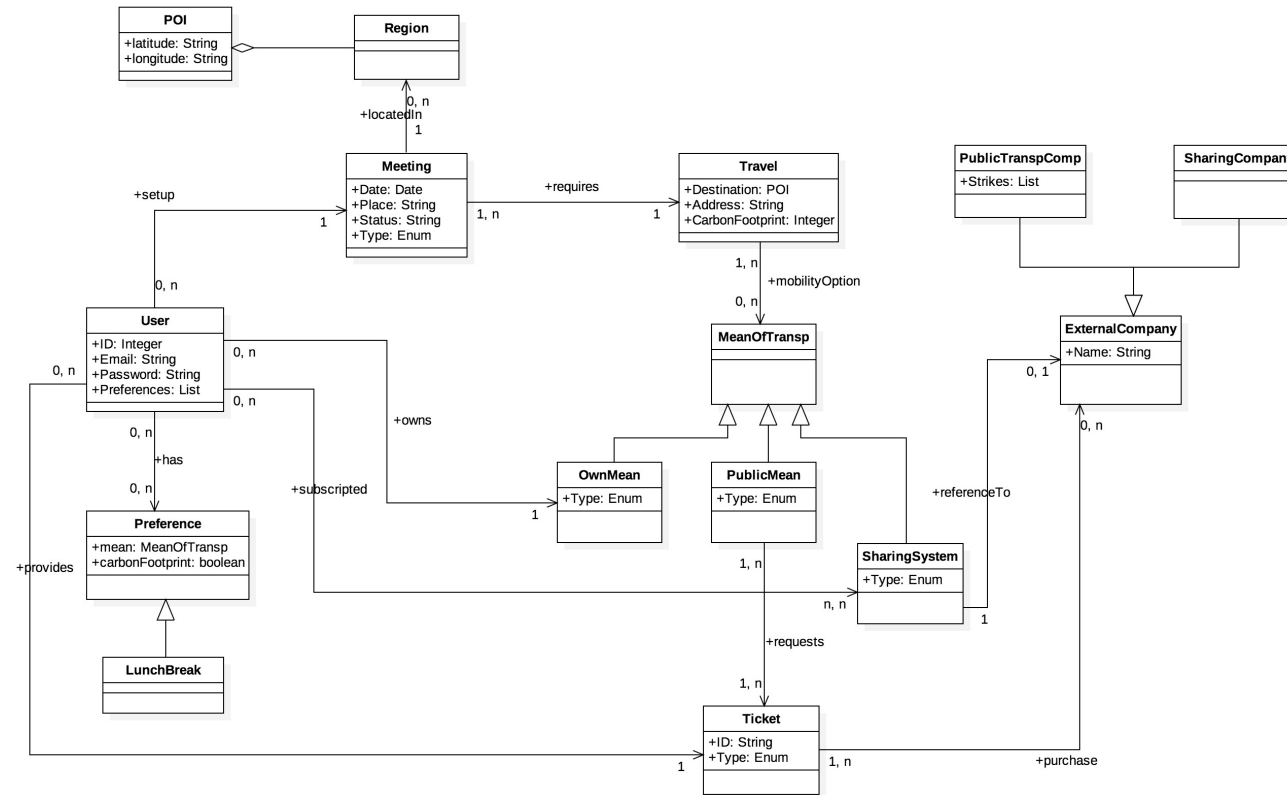 POI
+latitude: String
+longitude: String
Region
0, n
+locatedIn
1
Meeting
+Date: Date
+Place: String
+Status: String
+Type: Enum
+setup
1
0, n
+requires
1, n
1
Travel
+Destination: POI
+Address: String
+CarbonFootprint: Integer
PublicTranspComp
+Strikes: List
SharingCompan
1, n
+mobilityOption
0, n
MeanOfTransp
ExternalCompany
+Name: String
0, 1
0, n
User
+ID: Integer
+Email: String
+Password: String
+Preferences: List
0, n
0, n
0, n
+owns
1
0, n
+has
0, n
+subscripted
n, n
Preference
+mean: MeanOfTransp
+carbonFootprint: boolean
+provides
LunchBreak
OwnMean
+Type: Enum
PublicMean
+Type: Enum
SharingSystem
+Type: Enum
+referenceTo
1
1, n
+requests
1, n
Ticket
+ID: String
+Type: Enum
1
1, n
+purchase